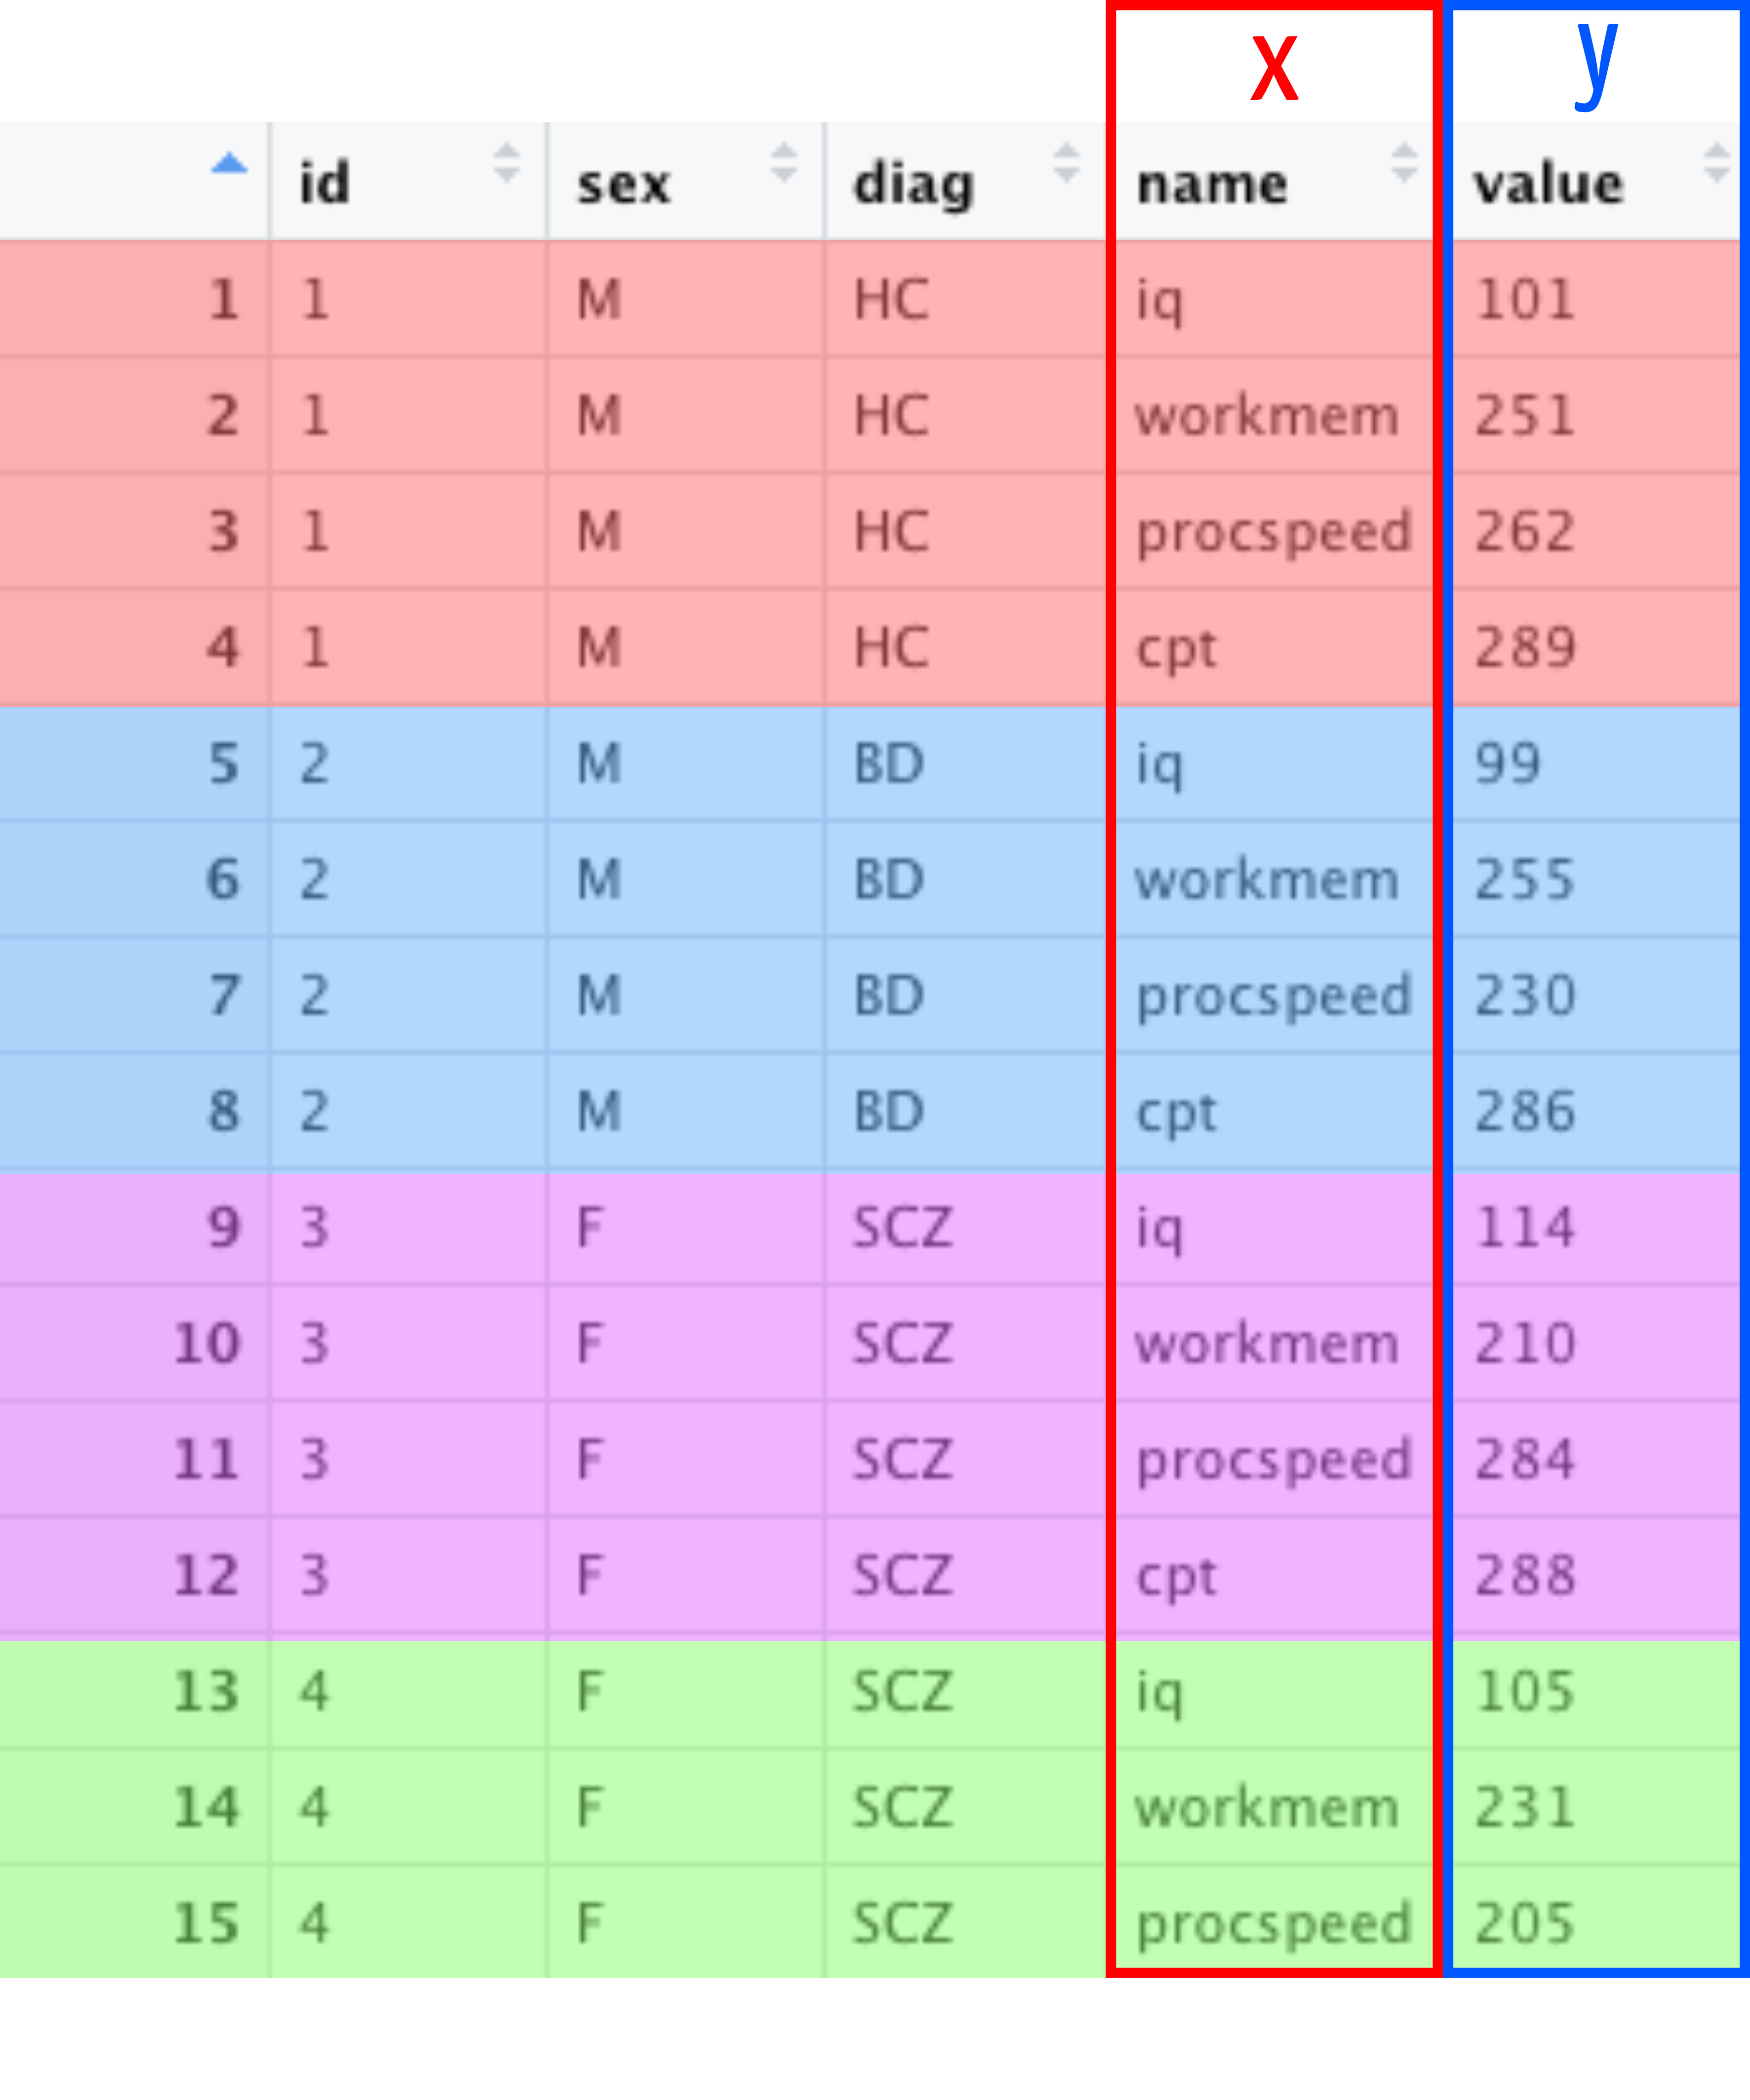 x y
id sex diag name value
1 1 M HC iq 101
2 1 M HC workmem 251
3 1 M HC procspeed 262
4 1 M HC cpt 289
5 2 M BD iq 99
6 2 M BD workmem 255
7 2 M BD procspeed 230
8 2 M BD cpt 286
9 3 F SCZ iq 114
10 3 F SCZ workmem 210
11 3 F SCZ procspeed 284
12 3 F SCZ cpt 288
13 4 F SCZ iq 105
14 4 F SCZ workmem 231
15 4 F SCZ procspeed 205